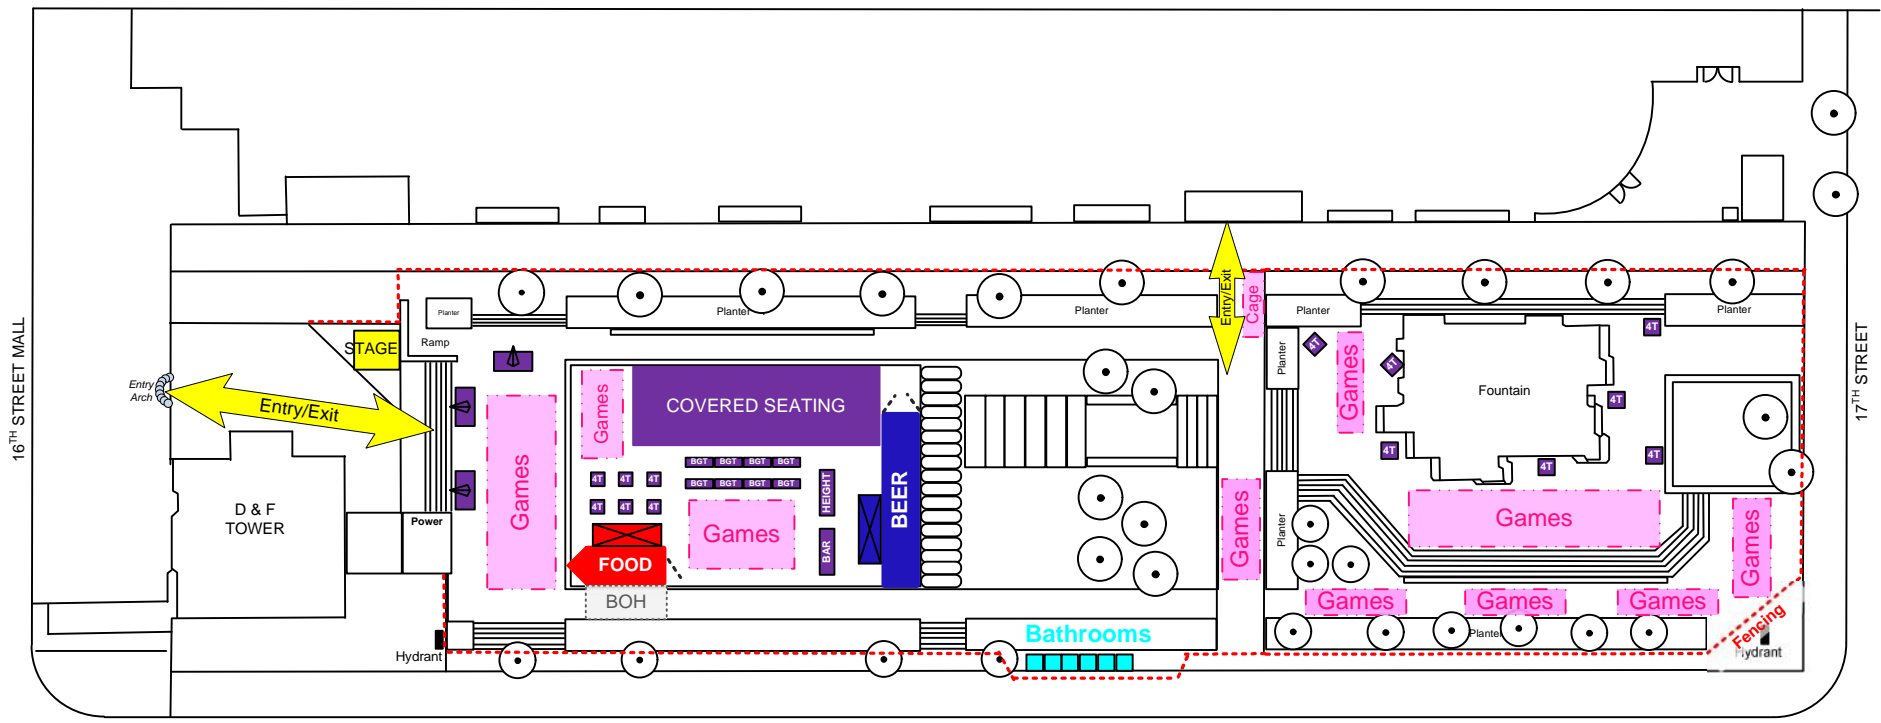 16TH STREET MALL
17TH STREET
Entry
Arch
Entry/Exit
D & F
TOWER
STAGE
Ramp
Power
Hydrant
Planter
Planter
Planter
Planter
Planter
Planter
Planter
Planter
Entry/Exit
Cage
Games
Games
COVERED SEATING
4T
4T
4T
4T
4T
4T
BGT
BGT
BGT
BGT
BGT
BGT
BGT
BGT
HEIGHT
BAR
BEER
Games
FOOD
BOH
Bathrooms
Games
4T
4T
4T
4T
4T
4T
4T
Games
Fountain
Games
Games
Games
Games
Games
Fencing
Hydrant